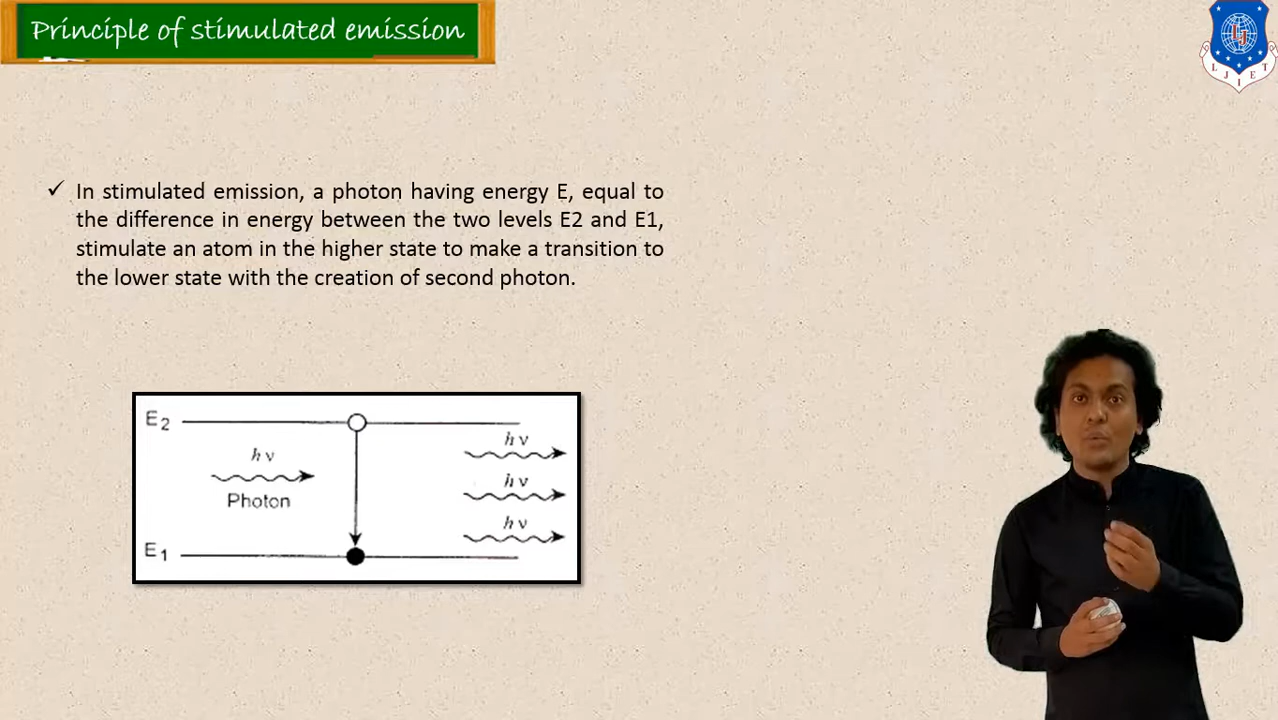 Principle of stimulated emission
LJIET
✓ In stimulated emission, a photon having energy E, equal to
the difference in energy between the two levels E2 and E1,
stimulate an atom in the higher state to make a transition to
the lower state with the creation of second photon.
E₂
hν
hν
Photon
hν
hν
E₁